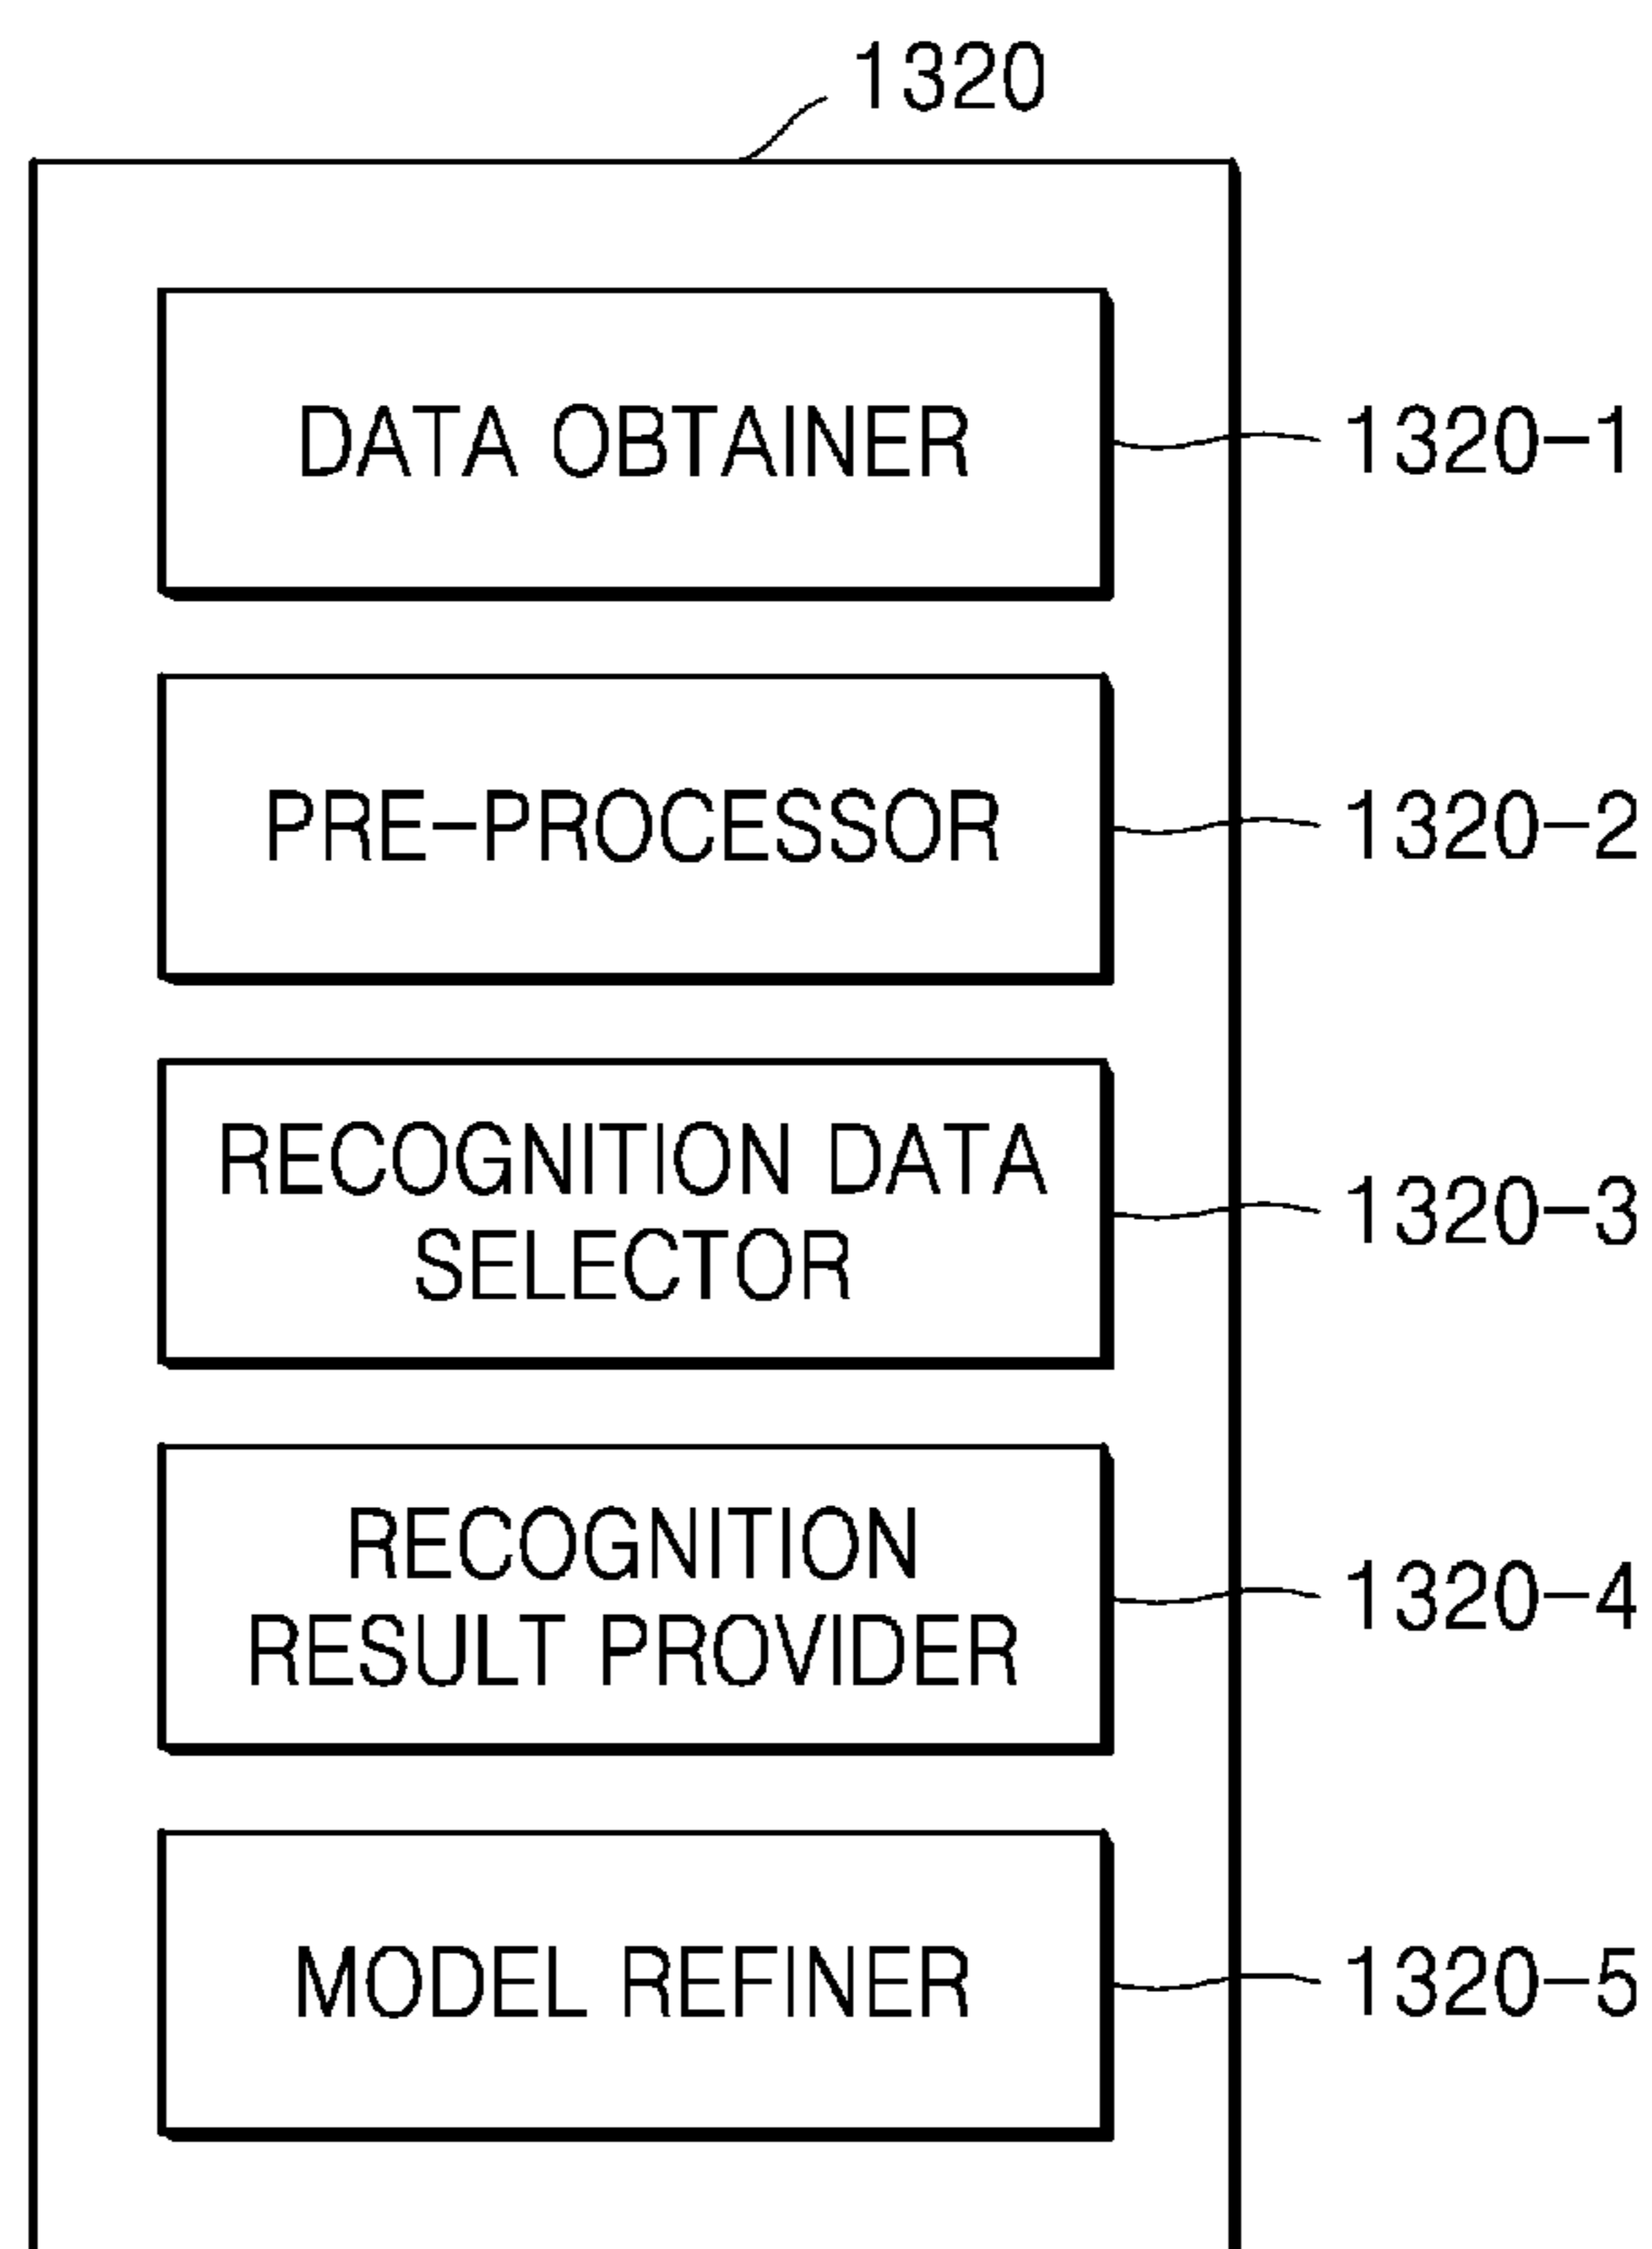 1320
DATA OBTAINER
1320-1
PRE-PROCESSOR
1320-2
RECOGNITION DATA
SELECTOR
1320-3
RECOGNITION
RESULT PROVIDER
1320-4
MODEL REFINER
1320-5